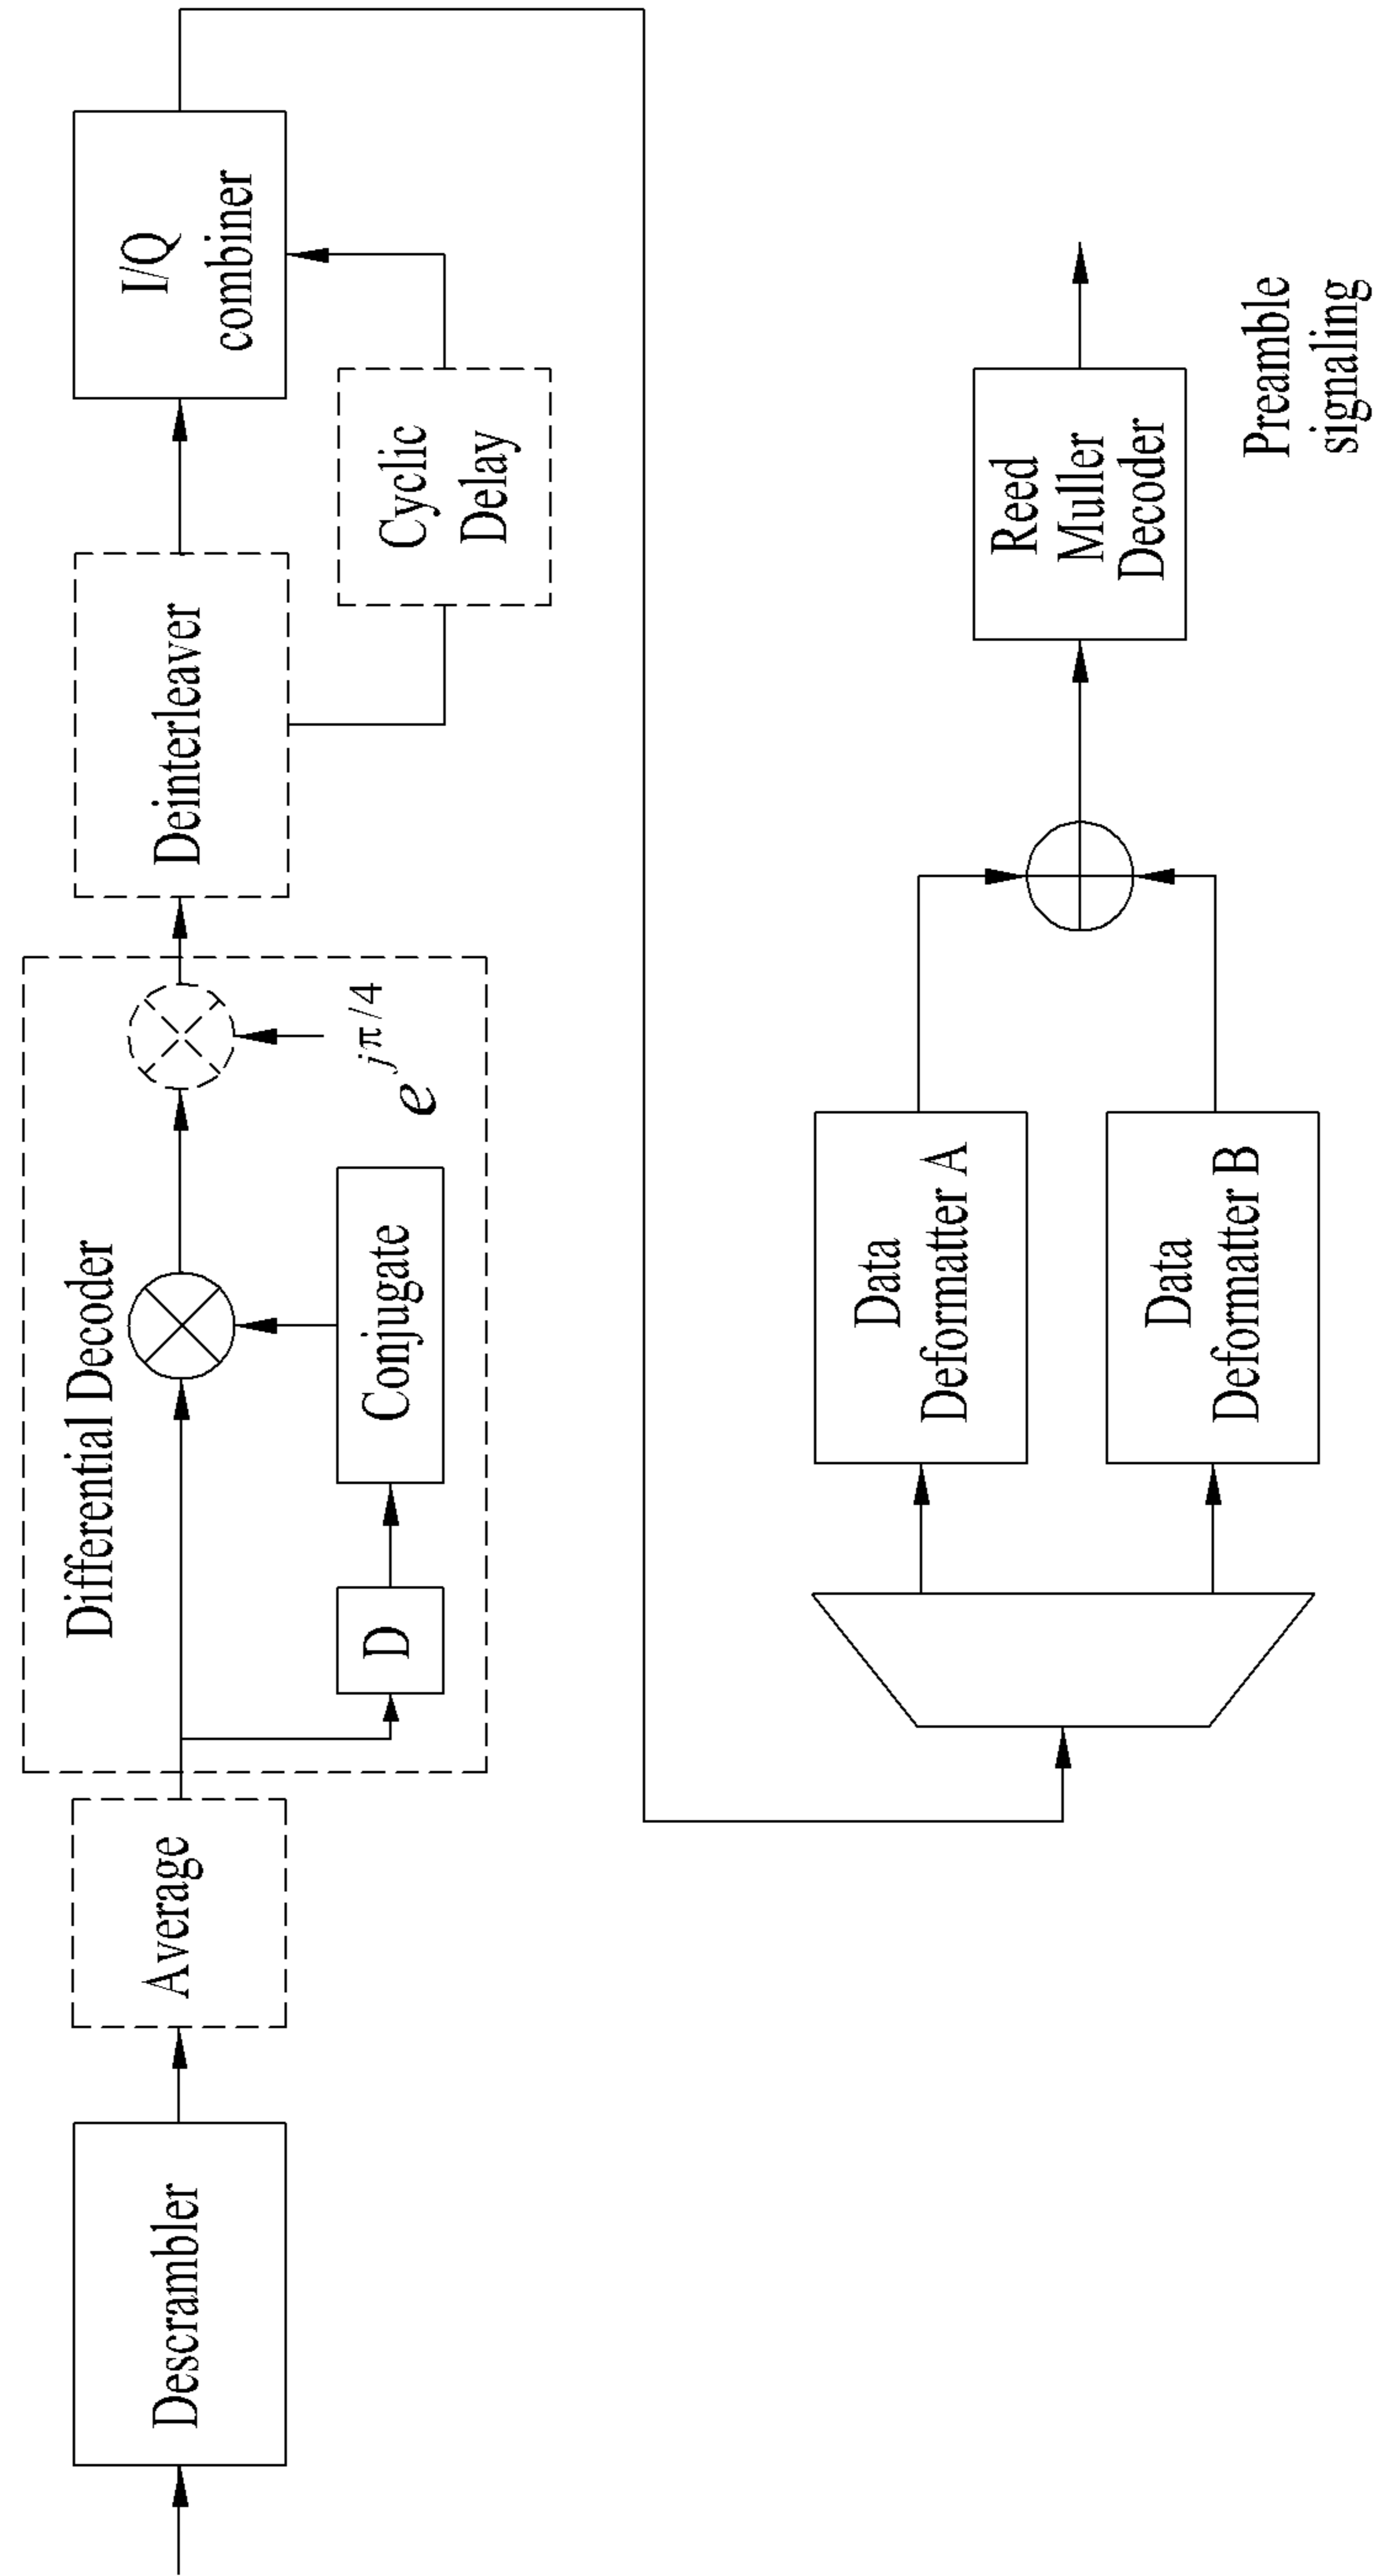 Descrambler
Average
Differential Decoder
D
Conjugate
e^{jπ/4}
Deinterleaver
Cyclic
Delay
I/Q
combiner
Data
Deformatter A
Data
Deformatter B
Reed
Muller
Decoder
Preamble
signaling